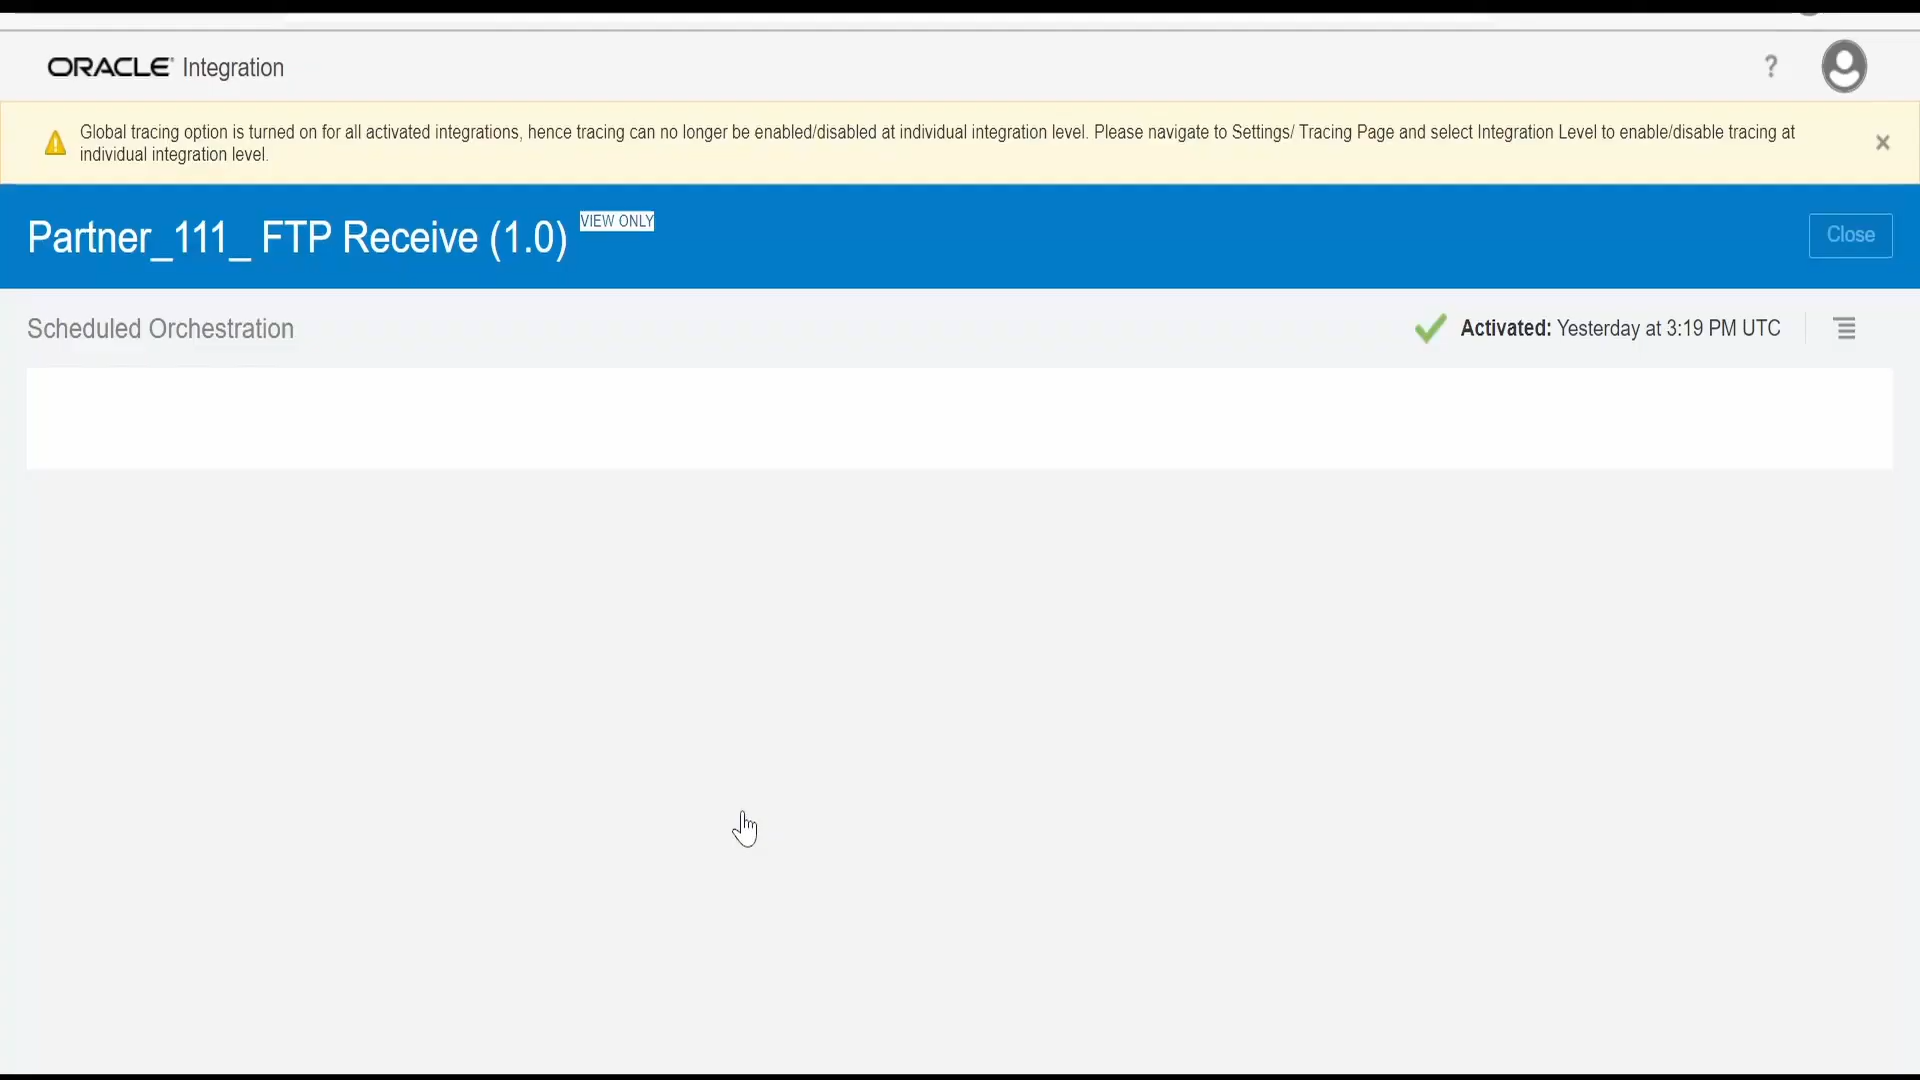 ORACLE Integration
?
Global tracing option is turned on for all activated integrations, hence tracing can no longer be enabled/disabled at individual integration level. Please navigate to Settings/ Tracing Page and select Integration Level to enable/disable tracing at
individual integration level.
Partner_111_ FTP Receive (1.0) VIEW ONLY
Close
Scheduled Orchestration
Activated: Yesterday at 3:19 PM UTC